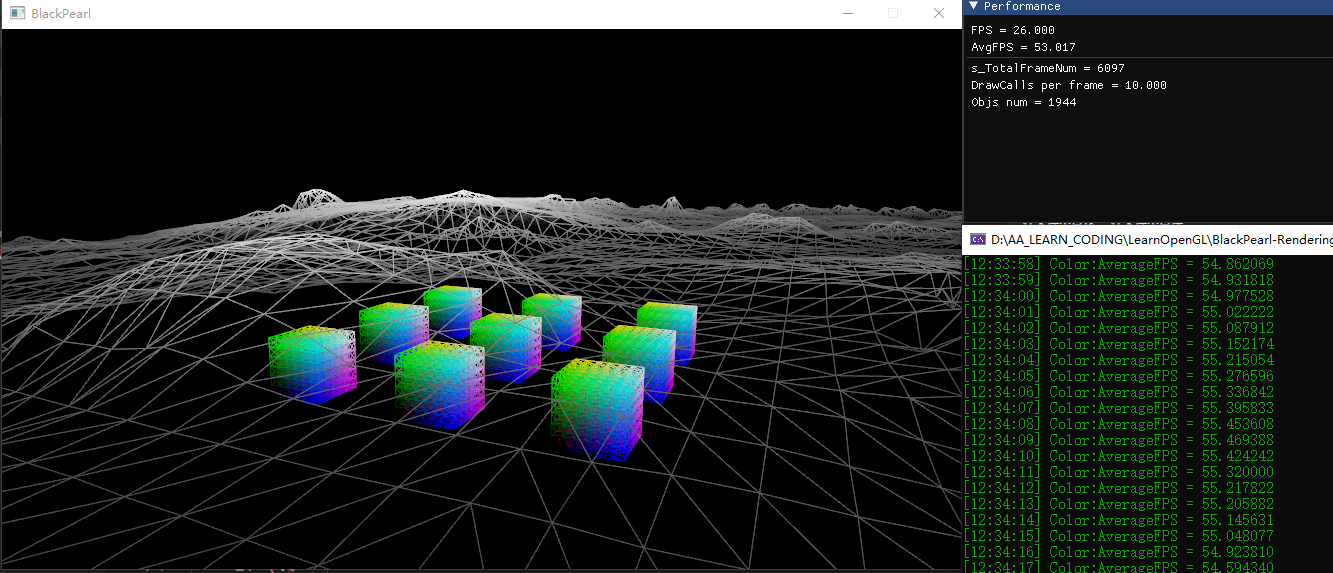 BlackPearl
▼ Performance
FPS = 26.000
AvgFPS = 53.017
s_TotalFrameNum = 6097
DrawCalls per frame = 10.000
Objs num = 1944
D:\AA_LEARN_CODING\LearnOpenGL\BlackPearl-Rendering
[12:33:58] Color:AverageFPS = 54.862069
[12:33:59] Color:AverageFPS = 54.931818
[12:34:00] Color:AverageFPS = 54.977528
[12:34:01] Color:AverageFPS = 55.022222
[12:34:02] Color:AverageFPS = 55.087912
[12:34:03] Color:AverageFPS = 55.152174
[12:34:04] Color:AverageFPS = 55.215054
[12:34:05] Color:AverageFPS = 55.276596
[12:34:06] Color:AverageFPS = 55.336842
[12:34:07] Color:AverageFPS = 55.395833
[12:34:08] Color:AverageFPS = 55.453608
[12:34:09] Color:AverageFPS = 55.469388
[12:34:10] Color:AverageFPS = 55.424242
[12:34:11] Color:AverageFPS = 55.320000
[12:34:12] Color:AverageFPS = 55.217822
[12:34:13] Color:AverageFPS = 55.205882
[12:34:14] Color:AverageFPS = 55.145631
[12:34:15] Color:AverageFPS = 55.048077
[12:34:16] Color:AverageFPS = 54.923810
[12:34:17] Color:AverageFPS = 54.594340